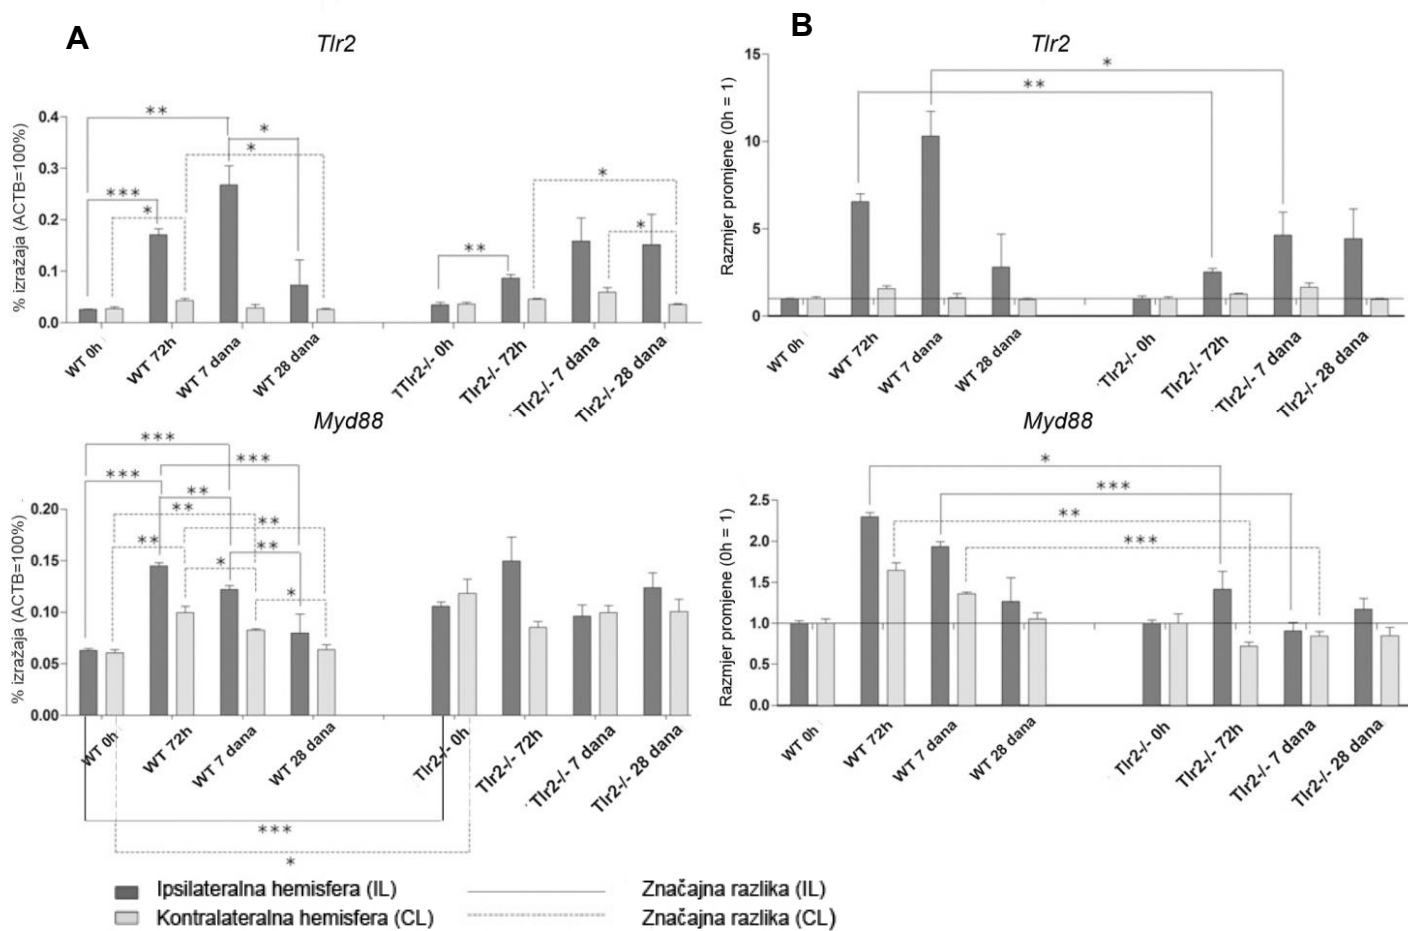 A
Tlr2
% izražaja (ACTB=100%)
0.4
0.3
0.2
0.1
0.0
**
*
*
***
*
*
*
**
WT 0h
WT 72h
WT 7 dana
WT 28 dana
Tlr2-/- 0h
Tlr2-/- 72h
Tlr2-/- 7 dana
Tlr2-/- 28 dana
B
Tlr2
Razmjer promjene (0h = 1)
15
10
5
0
*
**
WT 0h
WT 72h
WT 7 dana
WT 28 dana
Tlr2-/- 0h
Tlr2-/- 72h
Tlr2-/- 7 dana
Tlr2-/- 28 dana
Myd88
% izražaja (ACTB=100%)
0.20
0.15
0.10
0.05
0.00
***
***
***
**
**
**
**
**
*
*
WT 0h
WT 72h
WT 7 dana
WT 28 dana
Tlr2-/- 0h
Tlr2-/- 72h
Tlr2-/- 7 dana
Tlr2-/- 28 dana
***
*
Myd88
Razmjer promjene (0h = 1)
2.5
2.0
1.5
1.0
0.5
0.0
*
***
**
***
WT 0h
WT 72h
WT 7 dana
WT 28 dana
Tlr2-/- 0h
Tlr2-/- 72h
Tlr2-/- 7 dana
Tlr2-/- 28 dana
Ipsilateralna hemisfera (IL)
Značajna razlika (IL)
Kontralateralna hemisfera (CL)
Značajna razlika (CL)